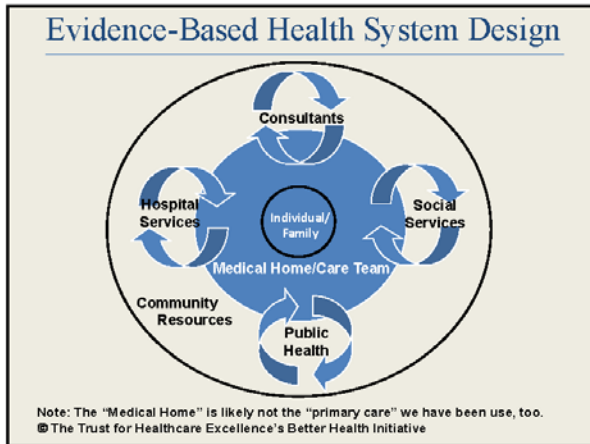 Evidence-Based Health System Design
Consultants
Hospital
Services
Individual/
Family
Social
Services
Medical Home/Care Team
Community
Resources
Public
Health
Note: The “Medical Home” is likely not the “primary care” we have been use, too.
© The Trust for Healthcare Excellence’s Better Health Initiative